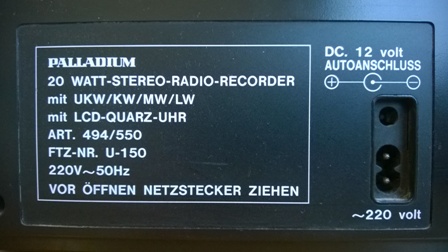 PALLADIUM
20 WATT-STEREO-RADIO-RECORDER
mit UKW/KW/MW/LW
mit LCD-QUARZ-UHR
ART. 494/550
FTZ-NR. U-150
220V~50Hz
VOR ÖFFNEN NETZSTECKER ZIEHEN
DC. 12 volt
AUTOANSCHLUSS
~220 volt